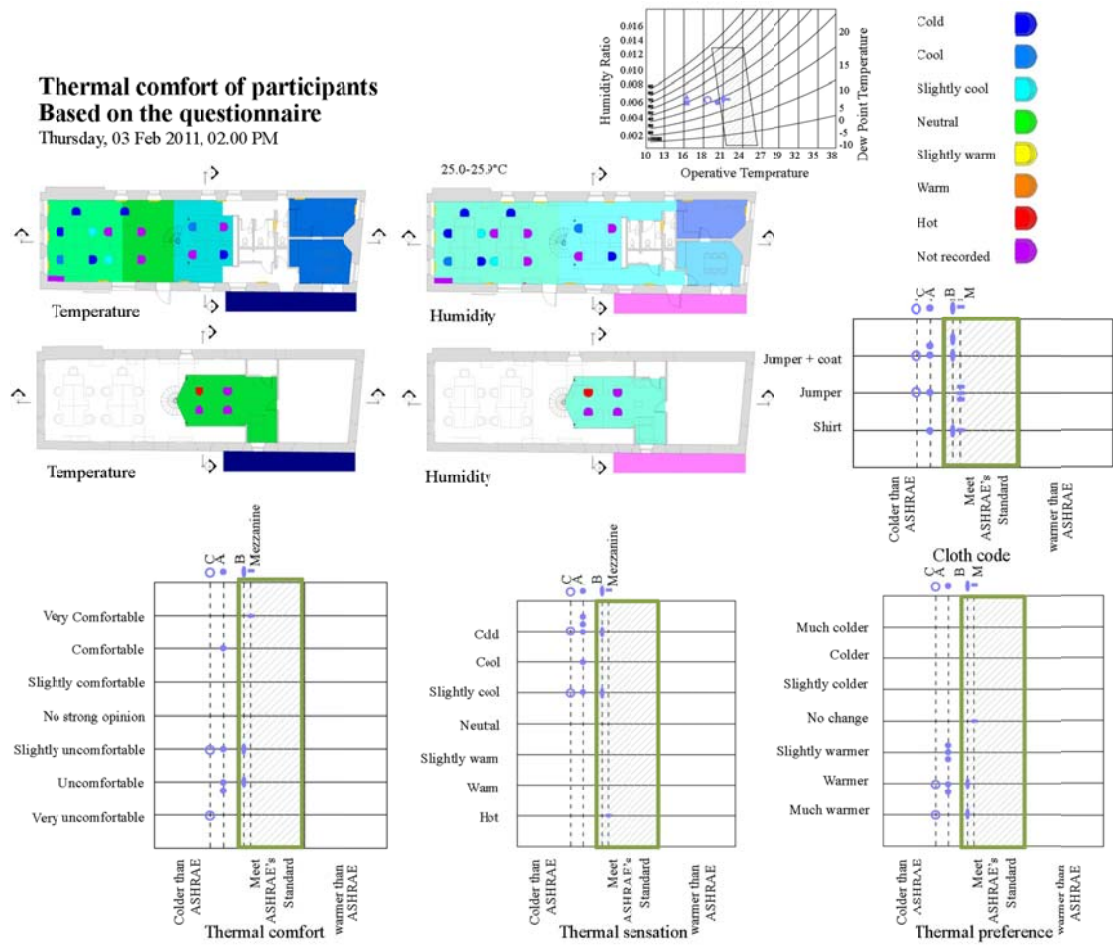 Thermal comfort of participants
Based on the questionnaire
Thursday, 03 Feb 2011, 02.00 PM
Humidity Ratio
0.016
0.014
0.012
0.010
0.008
0.006
0.004
0.002
10 13 16 18 21 24 27 29 32 35 38
Operative Temperature
20
15
10
5
0
-5
-10
Dew Point Temperature
Cold
Cool
Slightly cool
Neutral
Slightly warm
Warm
Hot
Not recorded
25.0-25.9°C
Temperature
Humidity
Temperature
Humidity
C A B M
Jumper + coat
Jumper
Shirt
Colder than ASHRAE
Meet ASHRAE's Standard
warmer than ASHRAE
Cloth code
C A B Mezzanine
Very Comfortable
Comfortable
Slightly comfortable
No strong opinion
Slightly uncomfortable
Uncomfortable
Very uncomfortable
Colder than ASHRAE
Meet ASHRAE's Standard
warmer than ASHRAE
Thermal comfort
C A B Mezzanine
Cold
Cool
Slightly cool
Neutral
Slightly wam
Wam
Hot
Colder than ASHRAE
Meet ASHRAE's Standard
warmer than ASHRAE
Thermal sensation
C A B M
Much colder
Colder
Slightly colder
No change
Slightly warmer
Warmer
Much warmer
Colder than ASHRAE
Meet ASHRAE's Standard
warmer than ASHRAE
Thermal preference